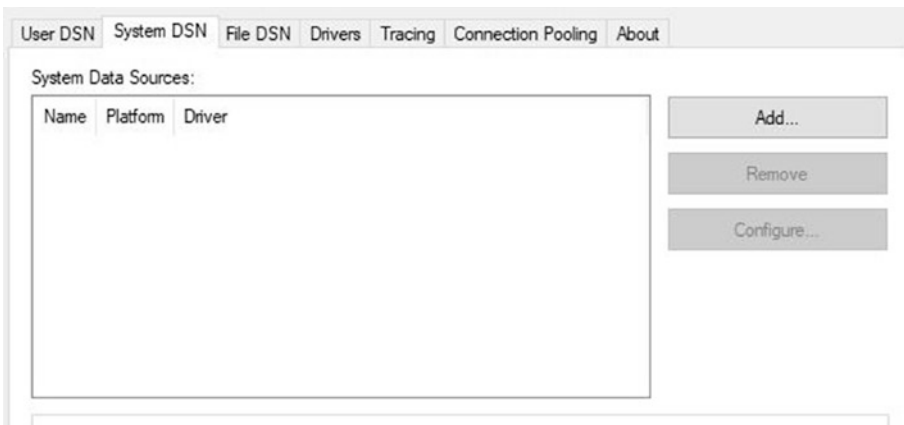 User DSN System DSN File DSN Drivers Tracing Connection Pooling About
System Data Sources:
Name Platform Driver
Add...
Remove
Configure...